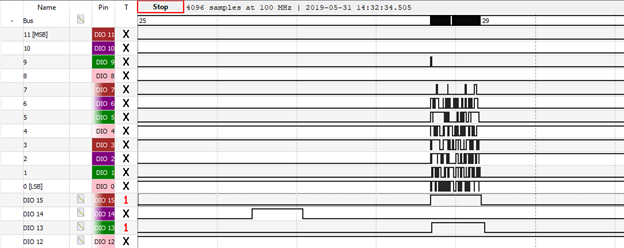 Name Pin T Stop 4096 samples at 100 MHz | 2019-05-31 14:32:34.505
- Bus 25 29
11 [MSB] DIO 11 X
10 DIO 10 X
9 DIO 9 X
8 DIO 8 X
7 DIO 7 X
6 DIO 6 X
5 DIO 5 X
4 DIO 4 X
3 DIO 3 X
2 DIO 2 X
1 DIO 1 X
0 [LSB] DIO 0 X
DIO 15 DIO 15 1
DIO 14 DIO 14 X
DIO 13 DIO 13 1
DIO 12 DIO 12 X